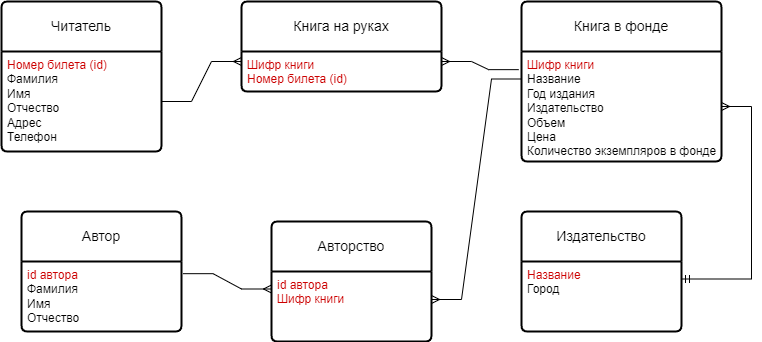 Читатель
Номер билета (id)
Фамилия
Имя
Отчество
Адрес
Телефон
Книга на руках
Шифр книги
Номер билета (id)
Книга в фонде
Шифр книги
Название
Год издания
Издательство
Объем
Цена
Количество экземпляров в фонде
Автор
id автора
Фамилия
Имя
Отчество
Авторство
id автора
Шифр книги
Издательство
Название
Город